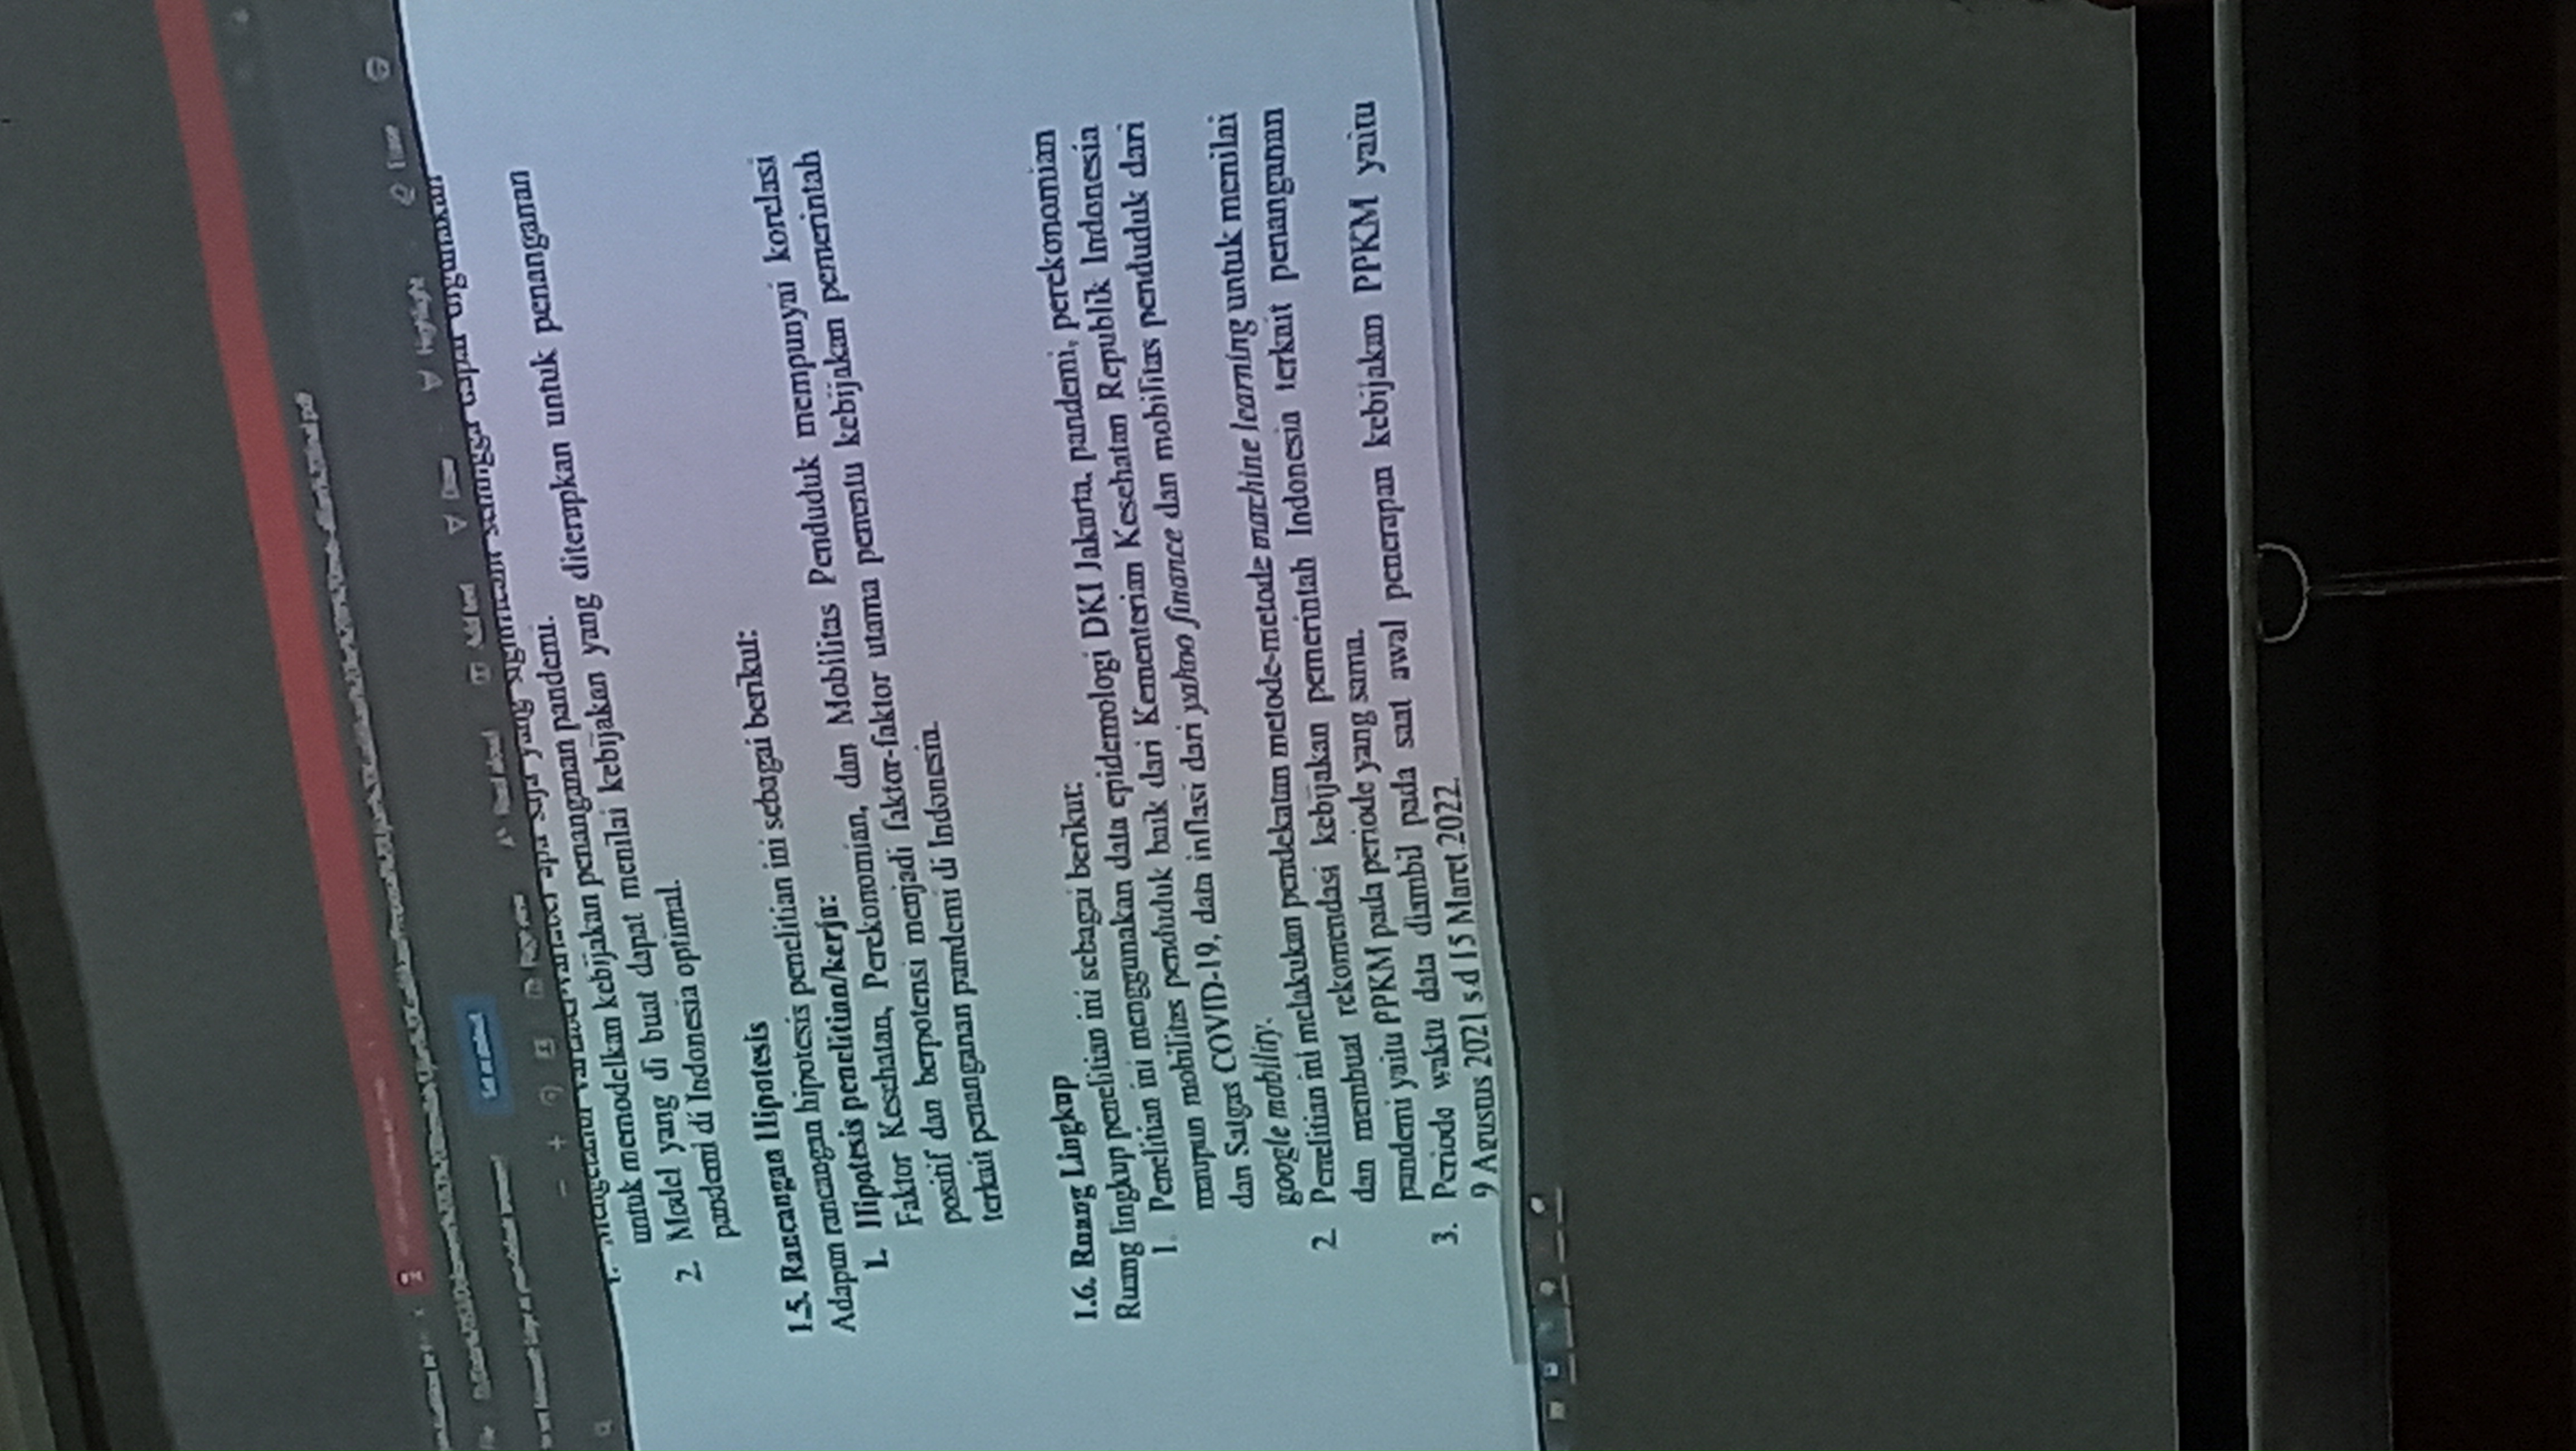 Set as default
Page view
Read aloud
Add text
Draw
Highlight
Erase
1. Mengetahui variabel-variabel apa saja yang significant sehingga dapat digunakan
untuk memodelkan kebijakan penanganan pandemi.
2. Model yang di buat dapat menilai kebijakan yang diterapkan untuk penanganan
pandemi di Indonesia optimal.
1.5. Rancangan Hipotesis
Adapun rancangan hipotesis penelitian ini sebagai berikut:
1. Hipotesis penelitian/kerja:
Faktor Kesehatan, Perekonomian, dan Mobilitas Penduduk mempunyai korelasi
positif dan berpotensi menjadi faktor-faktor utama penentu kebijakan pemerintah
terkait penanganan pandemi di Indonesia.
1.6. Ruang Lingkup
Ruang lingkup penelitian ini sebagai berikut:
1. Penelitian ini menggunakan data epidemologi DKI Jakarta, pandemi, perekonomian
maupun mobilitas penduduk baik dari Kementerian Kesehatan Republik Indonesia
dan Satgas COVID-19, data inflasi dari yahoo finance dan mobilitas penduduk dari
google mobility.
2. Penelitian ini melakukan pendekatan metode-metode machine learning untuk menilai
dan membuat rekomendasi kebijakan pemerintah Indonesia terkait penanganan
pandemi yaitu PPKM pada periode yang sama.
3. Periode waktu data diambil pada saat awal penerapan kebijakan PPKM yaitu
9 Agustus 2021 s.d 15 Maret 2022.